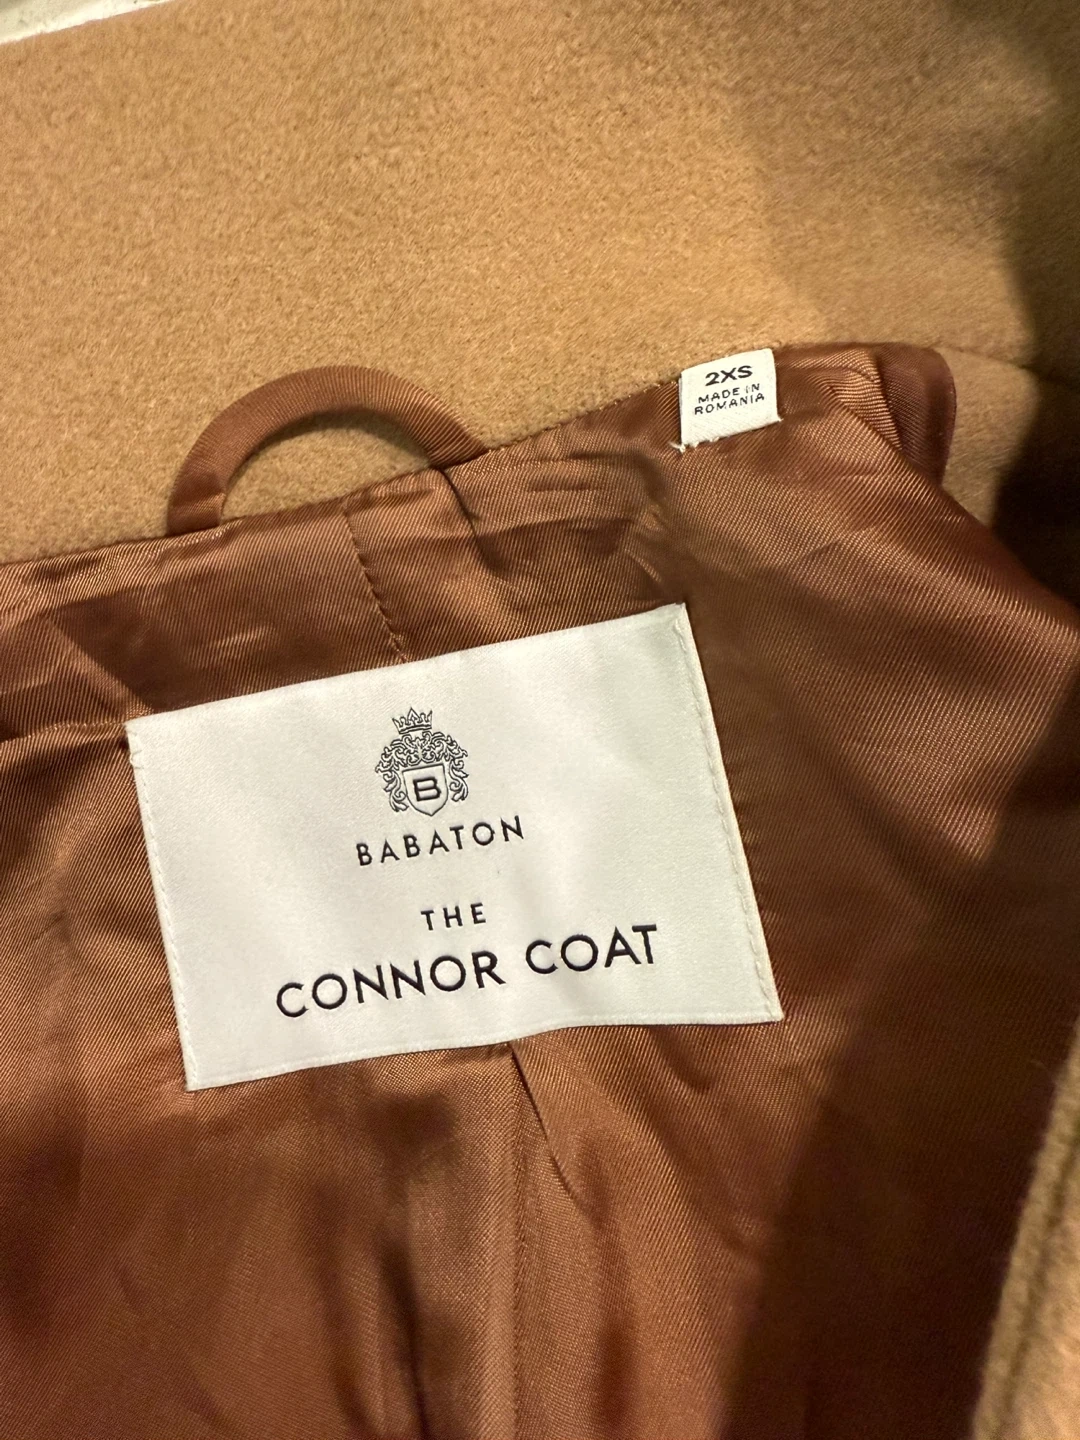 2XS
MADE IN
ROMANIA
B
BABATON
THE
CONNOR COAT